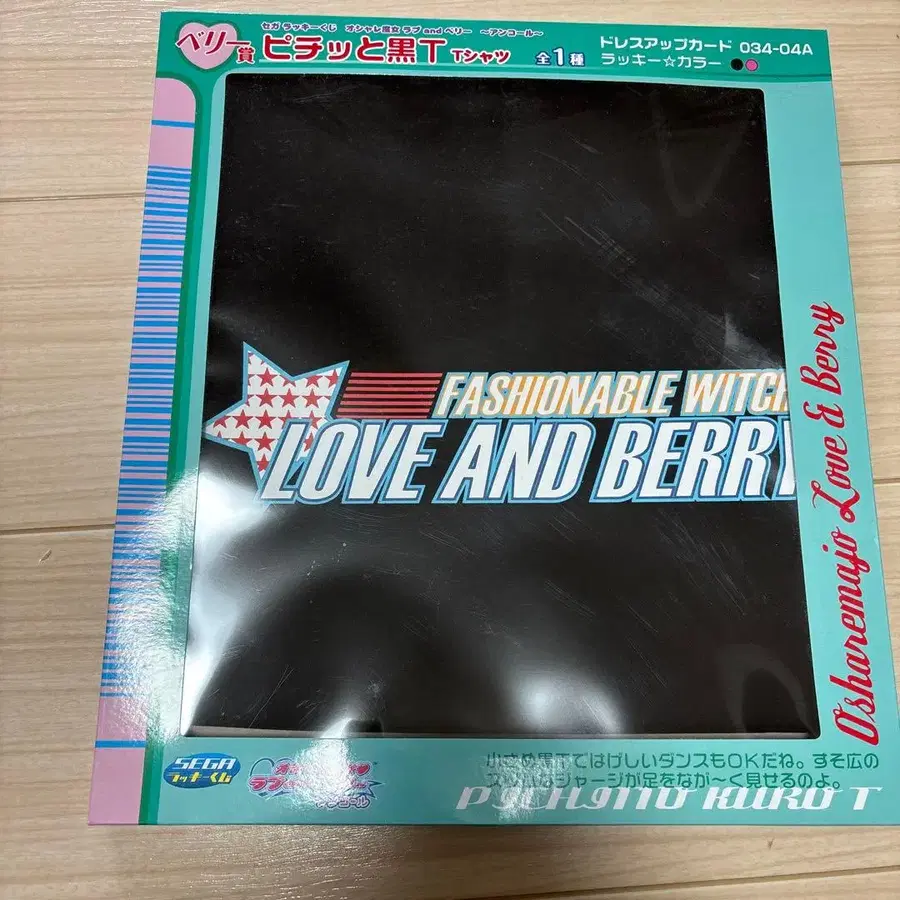 ベリー賞
セガ ラッキーくじ オシャレ魔女 ラブ and ベリー ～アンコール～
ピチッと黒T Tシャツ 全1種
ドレスアップカード 034-04A
ラッキー☆カラー
FASHIONABLE WITCH
LOVE AND BERRY
Osharemajo Love & Berry
小さめ黒TではげしいダンスもOKだね。すそ広の
ジャージが足をなが～く見せるのよ。
PICHITTO KURO T
SEGA
ラッキーくじ
アンコール